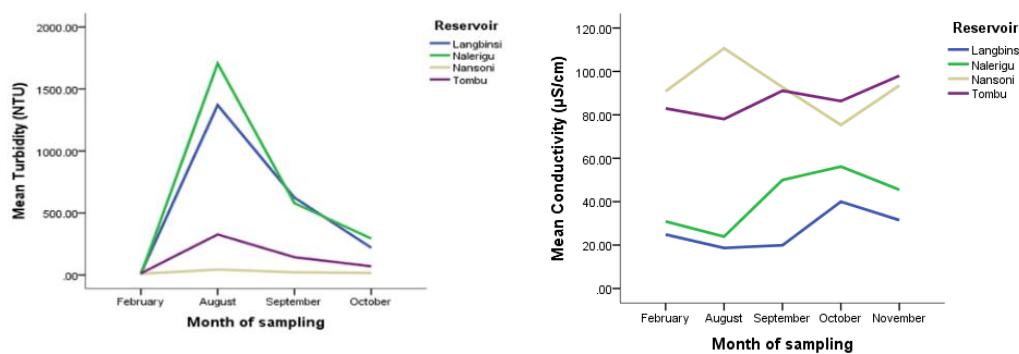 2000.00
1500.00
1000.00
500.00
.00
Mean Turbidity (NTU)
February August September October
Month of sampling
Reservoir
Langbinsi
Nalerigu
Nansoni
Tombu
120.00
100.00
80.00
60.00
40.00
20.00
.00
Mean Conductivity (µS/cm)
February August September October November
Month of sampling
Reservoir
Langbins
Nalerigu
Nansoni
Tombu